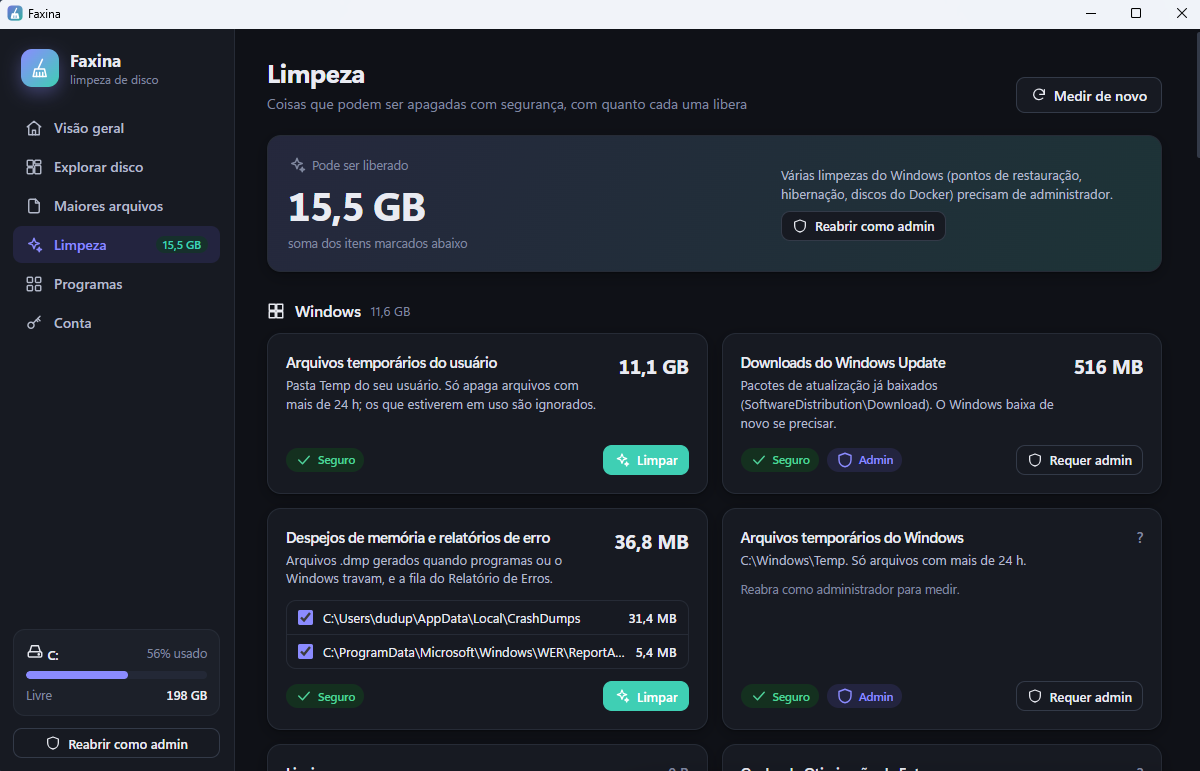 Faxina
Faxina
limpeza de disco
Visão geral
Explorar disco
Maiores arquivos
Limpeza 15,5 GB
Programas
Conta
C: 56% usado
Livre 198 GB
Reabrir como admin
Limpeza
Coisas que podem ser apagadas com segurança, com quanto cada uma libera
Medir de novo
Pode ser liberado
15,5 GB
soma dos itens marcados abaixo
Várias limpezas do Windows (pontos de restauração,
hibernação, discos do Docker) precisam de administrador.
Reabrir como admin
Windows 11,6 GB
Arquivos temporários do usuário 11,1 GB
Pasta Temp do seu usuário. Só apaga arquivos com
mais de 24 h; os que estiverem em uso são ignorados.
Seguro Limpar
Downloads do Windows Update 516 MB
Pacotes de atualização já baixados
(SoftwareDistribution\Download). O Windows baixa de
novo se precisar.
Seguro Admin Requer admin
Despejos de memória e relatórios de erro 36,8 MB
Arquivos .dmp gerados quando programas ou o
Windows travam, e a fila do Relatório de Erros.
C:\Users\dudup\AppData\Local\CrashDumps 31,4 MB
C:\ProgramData\Microsoft\Windows\WER\ReportA... 5,4 MB
Seguro Limpar
Arquivos temporários do Windows ?
C:\Windows\Temp. Só arquivos com mais de 24 h.
Reabra como administrador para medir.
Seguro Admin Requer admin